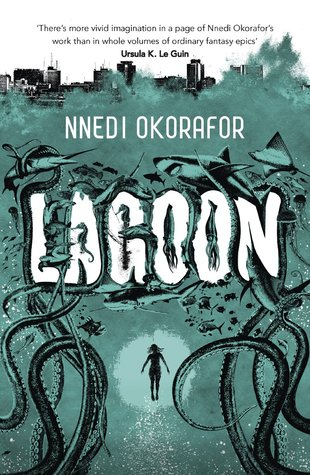 ‘There’s more vivid imagination in a page of Nnedi Okorafor’s
work than in whole volumes of ordinary fantasy epics’
Ursula K. Le Guin
NNEDI OKORAFOR
LAGOON